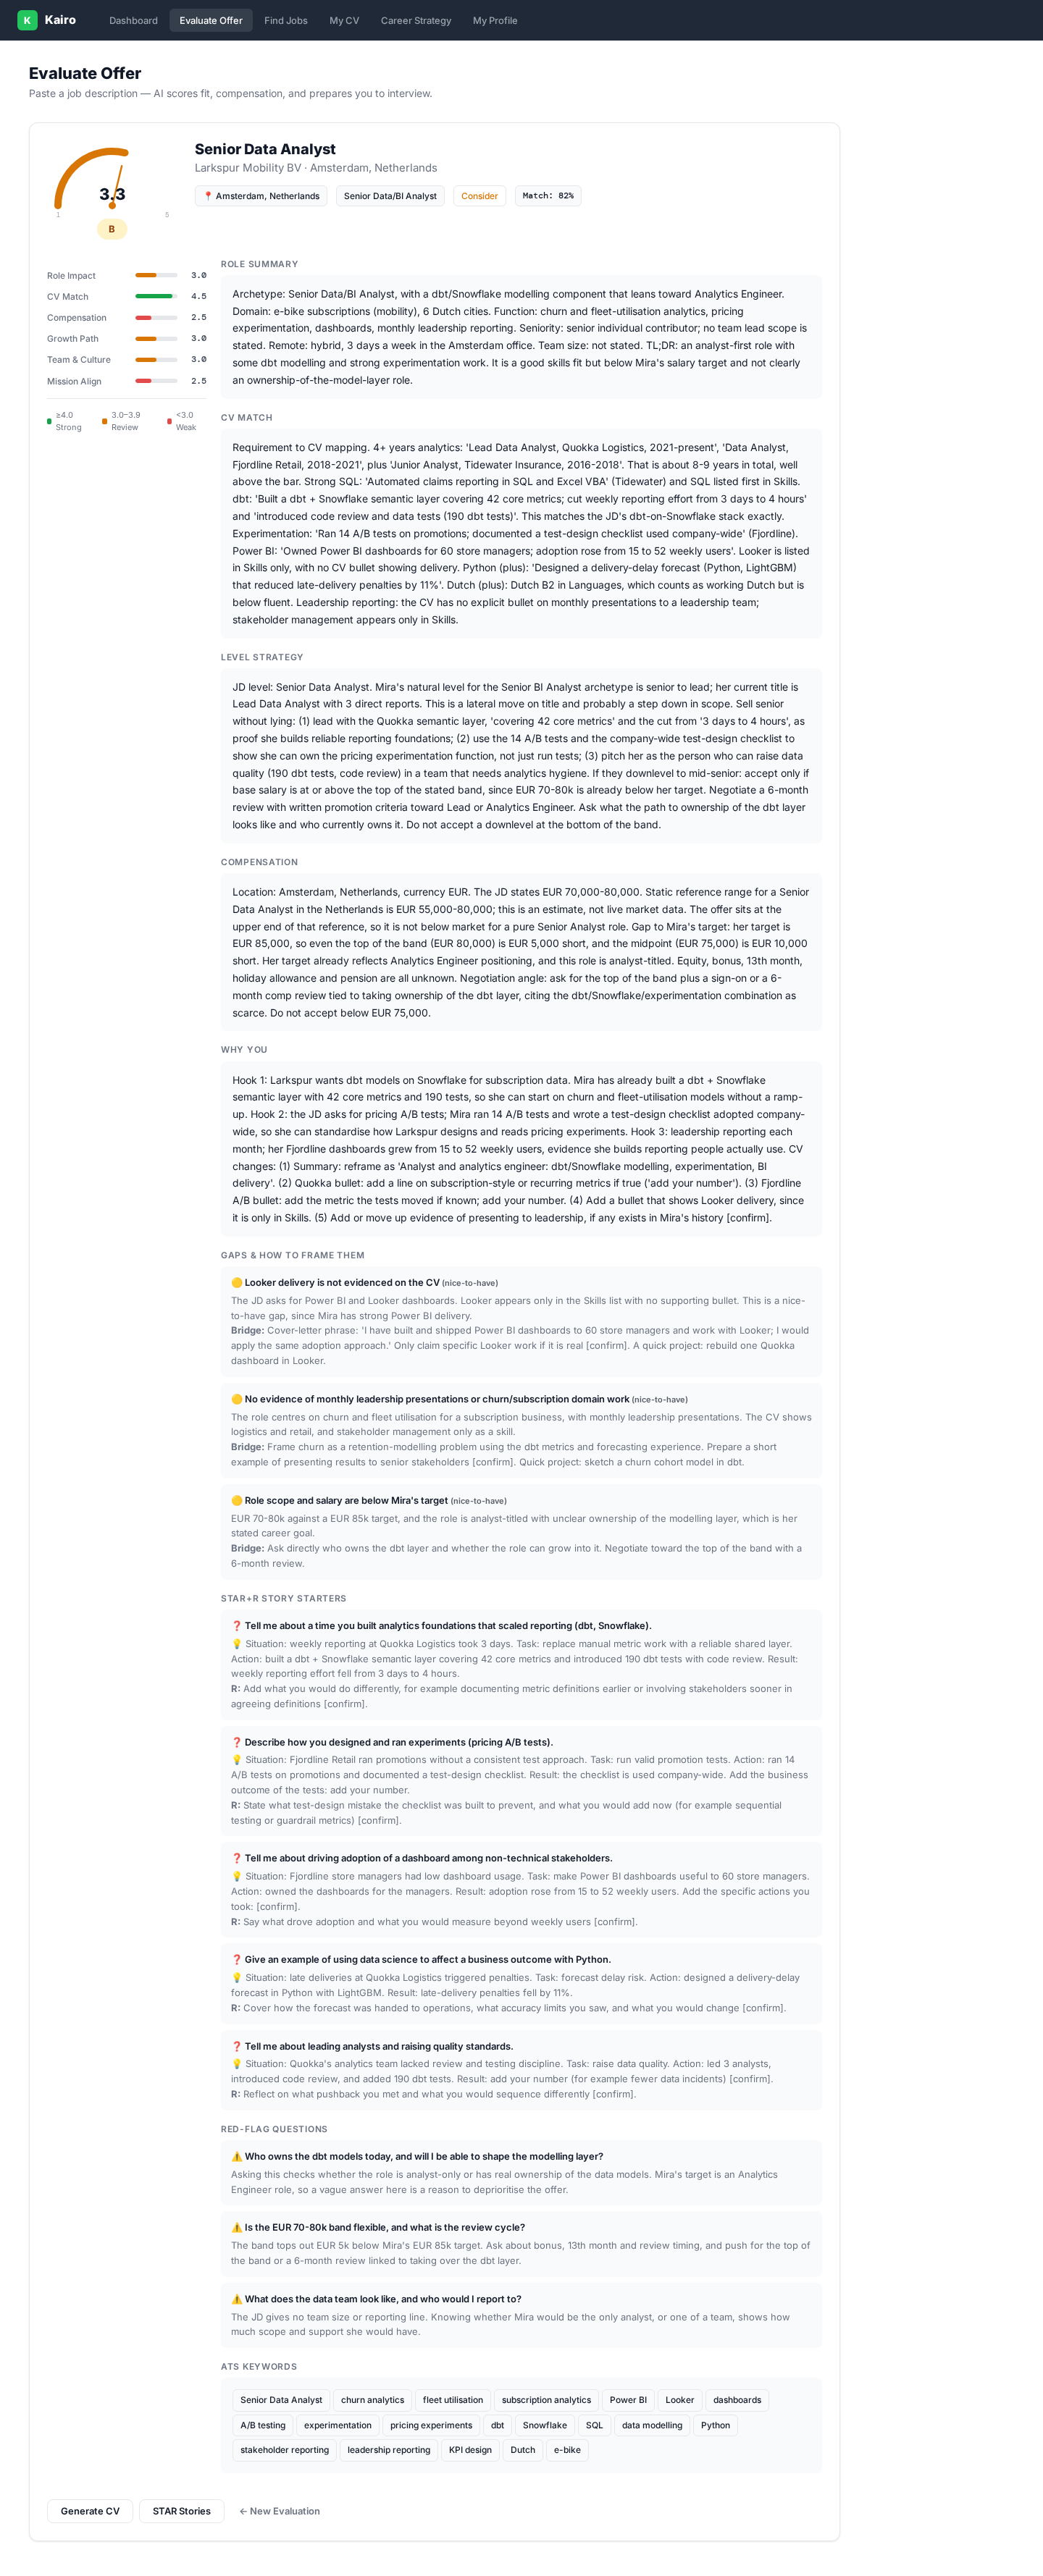 K Kairo Dashboard Evaluate Offer Find Jobs My CV Career Strategy My Profile
Evaluate Offer
Paste a job description — AI scores fit, compensation, and prepares you to interview.
3.3
1 5
B
Senior Data Analyst
Larkspur Mobility BV · Amsterdam, Netherlands
📍 Amsterdam, Netherlands Senior Data/BI Analyst Consider Match: 82%
Role Impact 3.0
CV Match 4.5
Compensation 2.5
Growth Path 3.0
Team & Culture 3.0
Mission Align 2.5
≥4.0 Strong 3.0–3.9 Review <3.0 Weak
ROLE SUMMARY
Archetype: Senior Data/BI Analyst, with a dbt/Snowflake modelling component that leans toward Analytics Engineer.
Domain: e-bike subscriptions (mobility), 6 Dutch cities. Function: churn and fleet-utilisation analytics, pricing
experimentation, dashboards, monthly leadership reporting. Seniority: senior individual contributor; no team lead scope is
stated. Remote: hybrid, 3 days a week in the Amsterdam office. Team size: not stated. TL;DR: an analyst-first role with
some dbt modelling and strong experimentation work. It is a good skills fit but below Mira's salary target and not clearly
an ownership-of-the-model-layer role.
CV MATCH
Requirement to CV mapping. 4+ years analytics: 'Lead Data Analyst, Quokka Logistics, 2021-present', 'Data Analyst,
Fjordline Retail, 2018-2021', plus 'Junior Analyst, Tidewater Insurance, 2016-2018'. That is about 8-9 years in total, well
above the bar. Strong SQL: 'Automated claims reporting in SQL and Excel VBA' (Tidewater) and SQL listed first in Skills.
dbt: 'Built a dbt + Snowflake semantic layer covering 42 core metrics; cut weekly reporting effort from 3 days to 4 hours'
and 'introduced code review and data tests (190 dbt tests)'. This matches the JD's dbt-on-Snowflake stack exactly.
Experimentation: 'Ran 14 A/B tests on promotions; documented a test-design checklist used company-wide' (Fjordline).
Power BI: 'Owned Power BI dashboards for 60 store managers; adoption rose from 15 to 52 weekly users'. Looker is listed
in Skills only, with no CV bullet showing delivery. Python (plus): 'Designed a delivery-delay forecast (Python, LightGBM)
that reduced late-delivery penalties by 11%'. Dutch (plus): Dutch B2 in Languages, which counts as working Dutch but is
below fluent. Leadership reporting: the CV has no explicit bullet on monthly presentations to a leadership team;
stakeholder management appears only in Skills.
LEVEL STRATEGY
JD level: Senior Data Analyst. Mira's natural level for the Senior BI Analyst archetype is senior to lead; her current title is
Lead Data Analyst with 3 direct reports. This is a lateral move on title and probably a step down in scope. Sell senior
without lying: (1) lead with the Quokka semantic layer, 'covering 42 core metrics' and the cut from '3 days to 4 hours', as
proof she builds reliable reporting foundations; (2) use the 14 A/B tests and the company-wide test-design checklist to
show she can own the pricing experimentation function, not just run tests; (3) pitch her as the person who can raise data
quality (190 dbt tests, code review) in a team that needs analytics hygiene. If they downlevel to mid-senior: accept only if
base salary is at or above the top of the stated band, since EUR 70-80k is already below her target. Negotiate a 6-month
review with written promotion criteria toward Lead or Analytics Engineer. Ask what the path to ownership of the dbt layer
looks like and who currently owns it. Do not accept a downlevel at the bottom of the band.
COMPENSATION
Location: Amsterdam, Netherlands, currency EUR. The JD states EUR 70,000-80,000. Static reference range for a Senior
Data Analyst in the Netherlands is EUR 55,000-80,000; this is an estimate, not live market data. The offer sits at the
upper end of that reference, so it is not below market for a pure Senior Analyst role. Gap to Mira's target: her target is
EUR 85,000, so even the top of the band (EUR 80,000) is EUR 5,000 short, and the midpoint (EUR 75,000) is EUR 10,000
short. Her target already reflects Analytics Engineer positioning, and this role is analyst-titled. Equity, bonus, 13th month,
holiday allowance and pension are all unknown. Negotiation angle: ask for the top of the band plus a sign-on or a 6-
month comp review tied to taking ownership of the dbt layer, citing the dbt/Snowflake/experimentation combination as
scarce. Do not accept below EUR 75,000.
WHY YOU
Hook 1: Larkspur wants dbt models on Snowflake for subscription data. Mira has already built a dbt + Snowflake
semantic layer with 42 core metrics and 190 tests, so she can start on churn and fleet-utilisation models without a ramp-
up. Hook 2: the JD asks for pricing A/B tests; Mira ran 14 A/B tests and wrote a test-design checklist adopted company-
wide, so she can standardise how Larkspur designs and reads pricing experiments. Hook 3: leadership reporting each
month; her Fjordline dashboards grew from 15 to 52 weekly users, evidence she builds reporting people actually use. CV
changes: (1) Summary: reframe as 'Analyst and analytics engineer: dbt/Snowflake modelling, experimentation, BI
delivery'. (2) Quokka bullet: add a line on subscription-style or recurring metrics if true ('add your number'). (3) Fjordline
A/B bullet: add the metric the tests moved if known; add your number. (4) Add a bullet that shows Looker delivery, since
it is only in Skills. (5) Add or move up evidence of presenting to leadership, if any exists in Mira's history [confirm].
GAPS & HOW TO FRAME THEM
🟡 Looker delivery is not evidenced on the CV (nice-to-have)
The JD asks for Power BI and Looker dashboards. Looker appears only in the Skills list with no supporting bullet. This is a nice-
to-have gap, since Mira has strong Power BI delivery.
Bridge: Cover-letter phrase: 'I have built and shipped Power BI dashboards to 60 store managers and work with Looker; I would
apply the same adoption approach.' Only claim specific Looker work if it is real [confirm]. A quick project: rebuild one Quokka
dashboard in Looker.
🟡 No evidence of monthly leadership presentations or churn/subscription domain work (nice-to-have)
The role centres on churn and fleet utilisation for a subscription business, with monthly leadership presentations. The CV shows
logistics and retail, and stakeholder management only as a skill.
Bridge: Frame churn as a retention-modelling problem using the dbt metrics and forecasting experience. Prepare a short
example of presenting results to senior stakeholders [confirm]. Quick project: sketch a churn cohort model in dbt.
🟡 Role scope and salary are below Mira's target (nice-to-have)
EUR 70-80k against a EUR 85k target, and the role is analyst-titled with unclear ownership of the modelling layer, which is her
stated career goal.
Bridge: Ask directly who owns the dbt layer and whether the role can grow into it. Negotiate toward the top of the band with a
6-month review.
STAR+R STORY STARTERS
❓ Tell me about a time you built analytics foundations that scaled reporting (dbt, Snowflake).
💡 Situation: weekly reporting at Quokka Logistics took 3 days. Task: replace manual metric work with a reliable shared layer.
Action: built a dbt + Snowflake semantic layer covering 42 core metrics and introduced 190 dbt tests with code review. Result:
weekly reporting effort fell from 3 days to 4 hours.
R: Add what you would do differently, for example documenting metric definitions earlier or involving stakeholders sooner in
agreeing definitions [confirm].
❓ Describe how you designed and ran experiments (pricing A/B tests).
💡 Situation: Fjordline Retail ran promotions without a consistent test approach. Task: run valid promotion tests. Action: ran 14
A/B tests on promotions and documented a test-design checklist. Result: the checklist is used company-wide. Add the business
outcome of the tests: add your number.
R: State what test-design mistake the checklist was built to prevent, and what you would add now (for example sequential
testing or guardrail metrics) [confirm].
❓ Tell me about driving adoption of a dashboard among non-technical stakeholders.
💡 Situation: Fjordline store managers had low dashboard usage. Task: make Power BI dashboards useful to 60 store managers.
Action: owned the dashboards for the managers. Result: adoption rose from 15 to 52 weekly users. Add the specific actions you
took: [confirm].
R: Say what drove adoption and what you would measure beyond weekly users [confirm].
❓ Give an example of using data science to affect a business outcome with Python.
💡 Situation: late deliveries at Quokka Logistics triggered penalties. Task: forecast delay risk. Action: designed a delivery-delay
forecast in Python with LightGBM. Result: late-delivery penalties fell by 11%.
R: Cover how the forecast was handed to operations, what accuracy limits you saw, and what you would change [confirm].
❓ Tell me about leading analysts and raising quality standards.
💡 Situation: Quokka's analytics team lacked review and testing discipline. Task: raise data quality. Action: led 3 analysts,
introduced code review, and added 190 dbt tests. Result: add your number (for example fewer data incidents) [confirm].
R: Reflect on what pushback you met and what you would sequence differently [confirm].
RED-FLAG QUESTIONS
⚠️ Who owns the dbt models today, and will I be able to shape the modelling layer?
Asking this checks whether the role is analyst-only or has real ownership of the data models. Mira's target is an Analytics
Engineer role, so a vague answer here is a reason to deprioritise the offer.
⚠️ Is the EUR 70-80k band flexible, and what is the review cycle?
The band tops out EUR 5k below Mira's EUR 85k target. Ask about bonus, 13th month and review timing, and push for the top of
the band or a 6-month review linked to taking over the dbt layer.
⚠️ What does the data team look like, and who would I report to?
The JD gives no team size or reporting line. Knowing whether Mira would be the only analyst, or one of a team, shows how
much scope and support she would have.
ATS KEYWORDS
Senior Data Analyst churn analytics fleet utilisation subscription analytics Power BI Looker dashboards
A/B testing experimentation pricing experiments dbt Snowflake SQL data modelling Python
stakeholder reporting leadership reporting KPI design Dutch e-bike
Generate CV STAR Stories ← New Evaluation